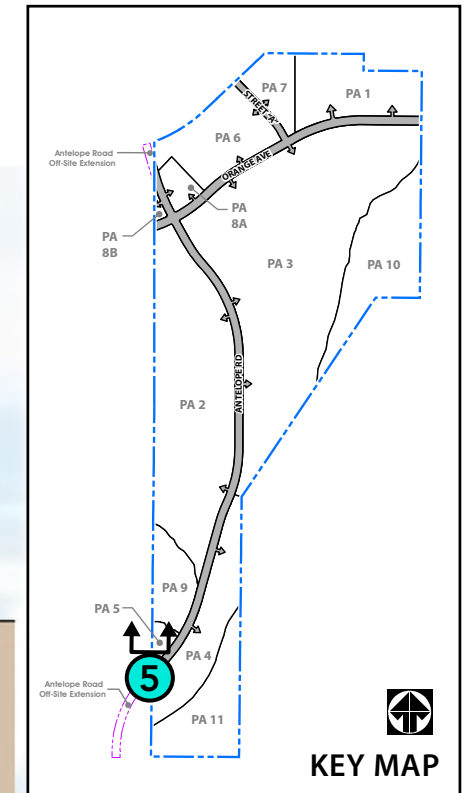 PA 7
PA 1
STREET "A"
PA 6
Antelope Road
Off-Site Extension
ORANGE AVE
PA
8A
PA
8B
PA 3
PA 10
ANTELOPE RD
PA 2
PA 9
PA 5
PA 4
5
Antelope Road
Off-Site Extension
PA 11
KEY MAP